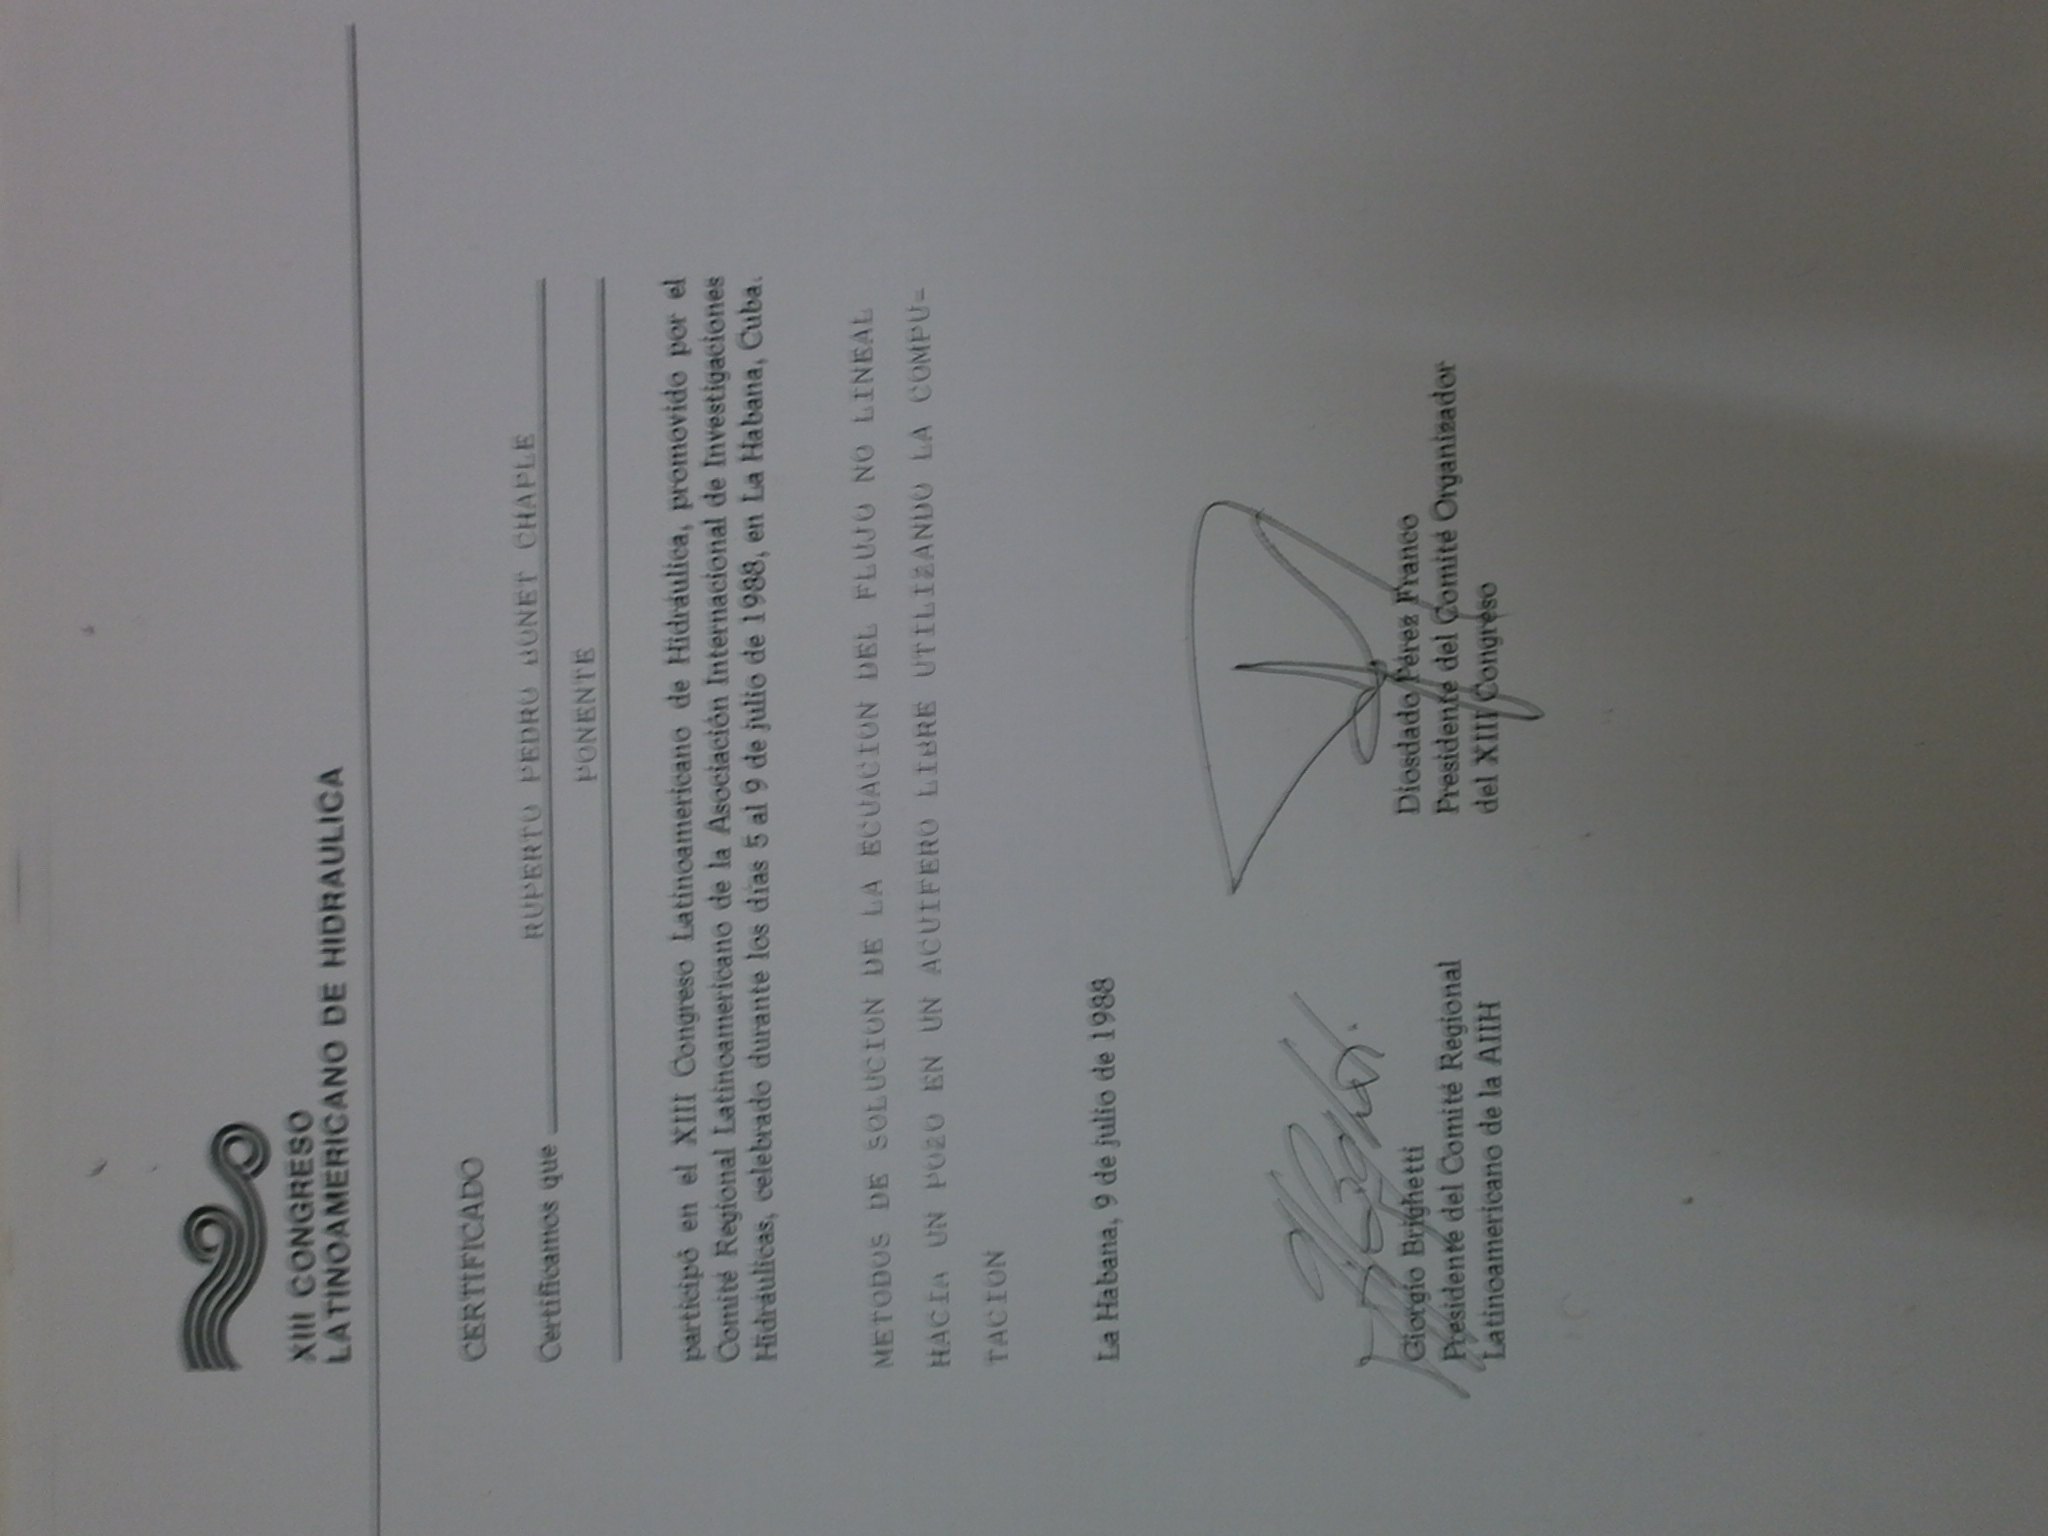 XIII CONGRESO
LATINOAMERICANO DE HIDRAULICA
CERTIFICADO
Certificamos que RUPERTO PEDRO BONET CHAPLE
PONENTE
participó en el XIII Congreso Latinoamericano de Hidráulica, promovido por el
Comité Regional Latinoamericano de la Asociación Internacional de Investigaciones
Hidráulicas, celebrado durante los días 5 al 9 de julio de 1988, en La Habana, Cuba.
METODOS DE SOLUCION DE LA ECUACION DEL FLUJO NO LINEAL
HACIA UN POZO EN UN ACUIFERO LIBRE UTILIZANDO LA COMPU=
TACION
La Habana, 9 de julio de 1988
Giorgio Brighetti
Presidente del Comité Regional
Latinoamericano de la AIIH
Diosdado Pérez Franco
Presidente del Comité Organizador
del XIII Congreso